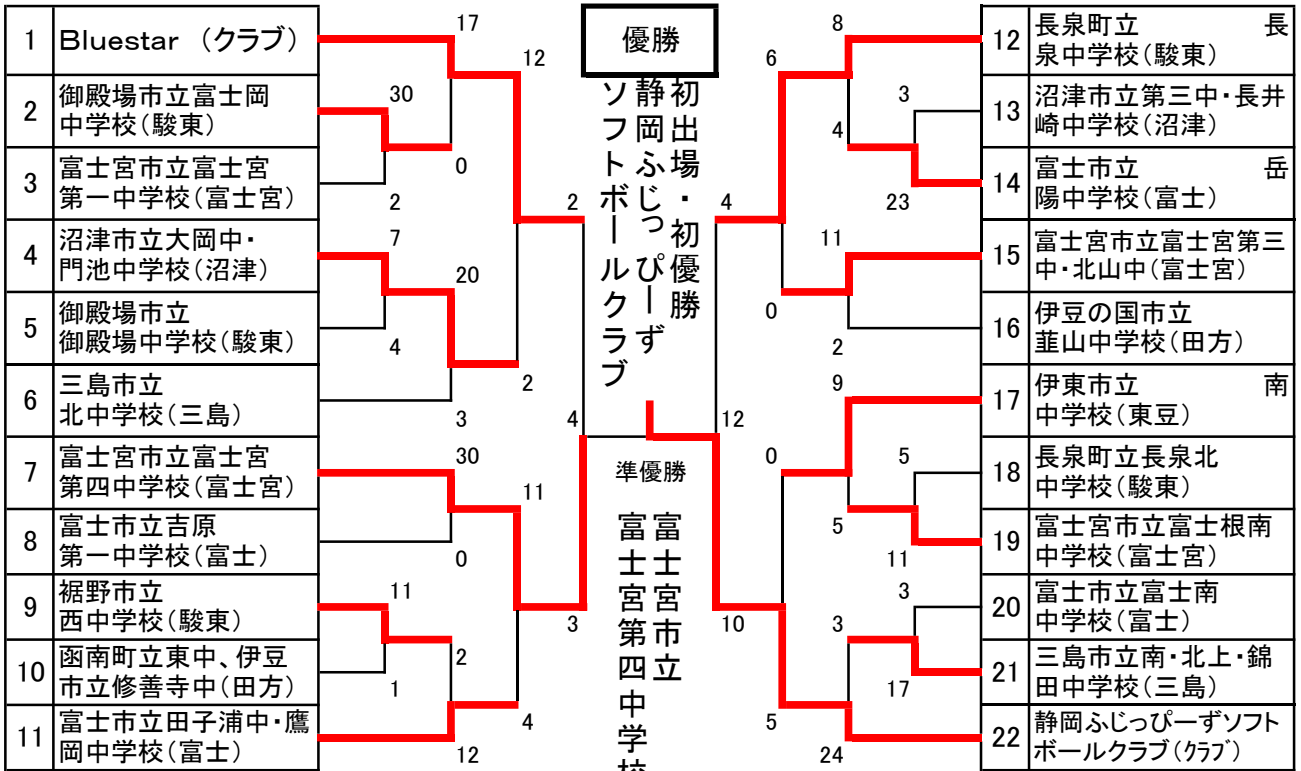 1
Bluestar （クラブ）
2
御殿場市立富士岡
中学校（駿東）
3
富士宮市立富士宮
第一中学校（富士宮）
4
沼津市立大岡中・
門池中学校（沼津）
5
御殿場市立
御殿場中学校（駿東）
6
三島市立
北中学校（三島）
7
富士宮市立富士宮
第四中学校（富士宮）
8
富士市立吉原
第一中学校（富士）
9
裾野市立
西中学校（駿東）
10
函南町立東中、伊豆
市立修善寺中（田方）
11
富士市立田子浦中・鷹
岡中学校（富士）
17
30
0
2
7
20
4
3
30
0
11
2
1
12
12
2
11
4
2
3
4
優勝
初出場・初優勝
静岡ふじっぴーず
ソフトボールクラブ
準優勝
富士宮市立
富士宮第四中学校
4
10
12
6
0
0
5
8
3
4
23
11
2
9
5
5
11
3
3
17
24
12
長泉町立 長
泉中学校（駿東）
13
沼津市立第三中・長井
崎中学校（沼津）
14
富士市立 岳
陽中学校（富士）
15
富士宮市立富士宮第三
中・北山中（富士宮）
16
伊豆の国市立
韮山中学校（田方）
17
伊東市立 南
中学校（東豆）
18
長泉町立長泉北
中学校（駿東）
19
富士宮市立富士根南
中学校（富士宮）
20
富士市立富士南
中学校（富士）
21
三島市立南・北上・錦
田中学校（三島）
22
静岡ふじっぴーずソフト
ボールクラブ（クラブ）